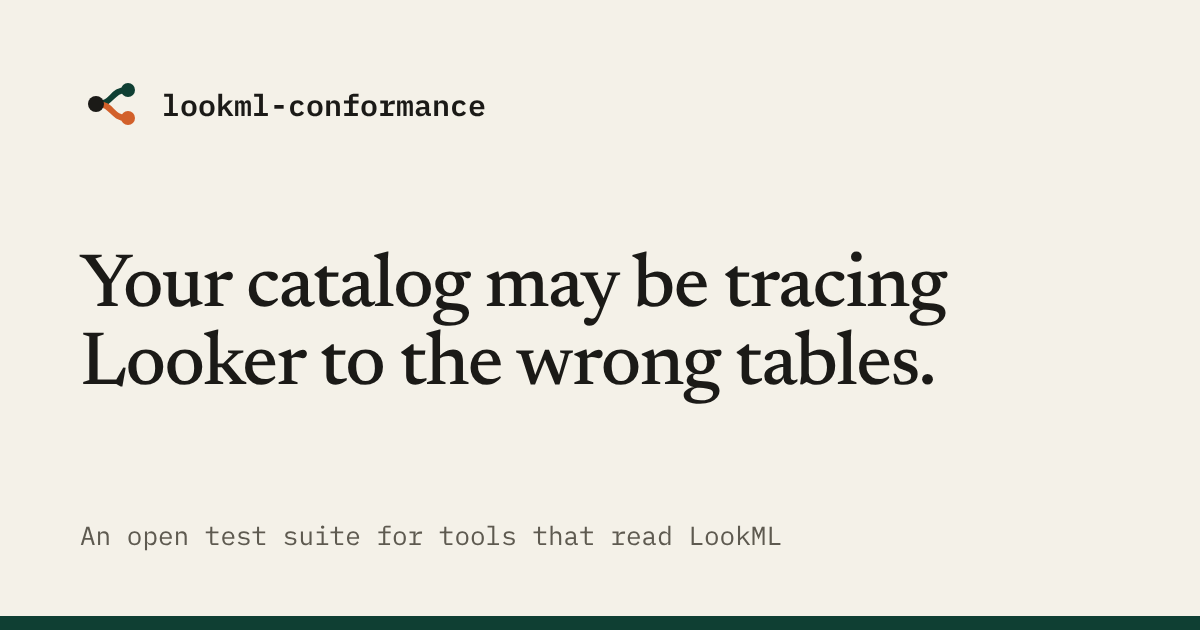 lookml-conformance
Your catalog may be tracing
Looker to the wrong tables.
An open test suite for tools that read LookML